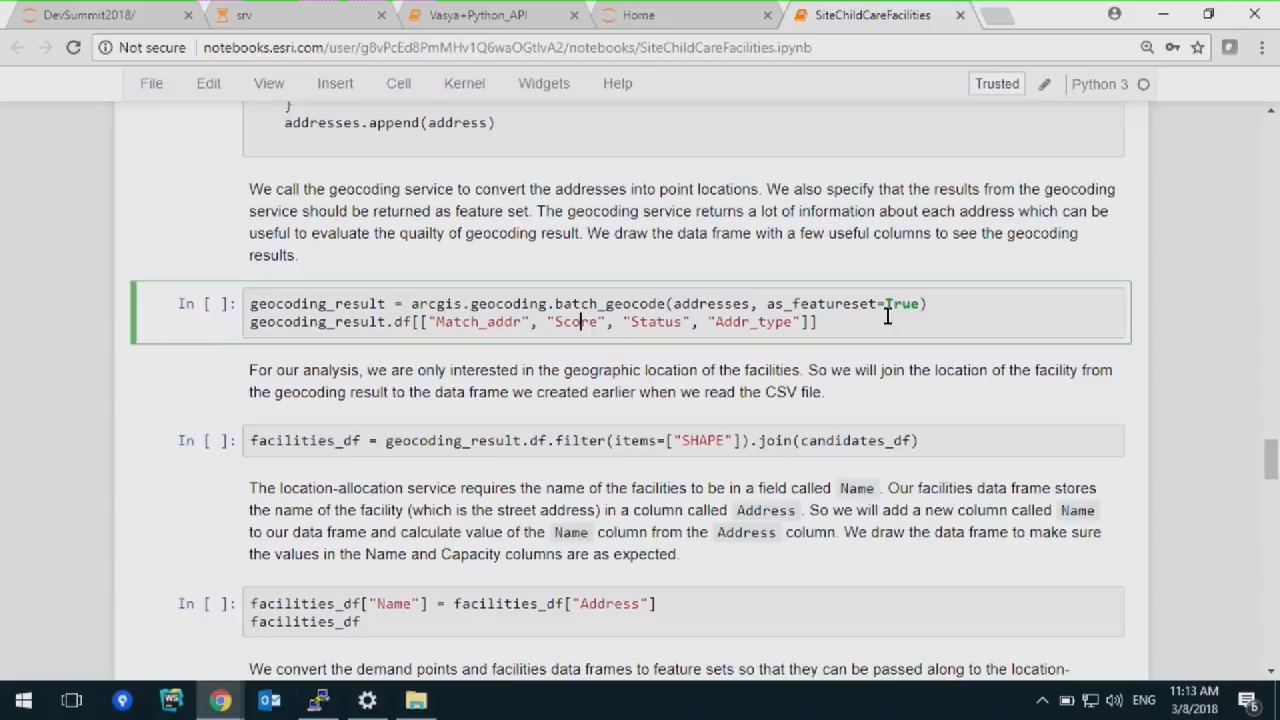 DevSummit2018/
srv
Vasya+Python_API
Home
SiteChildCareFacilities
Not secure notebooks.esri.com/user/g8vPcEd8PmMHv1Q6waOGtlvA2/notebooks/SiteChildCareFacilities.ipynb
File Edit View Insert Cell Kernel Widgets Help Trusted Python 3
}
addresses.append(address)
We call the geocoding service to convert the addresses into point locations. We also specify that the results from the geocoding
service should be returned as feature set. The geocoding service returns a lot of information about each address which can be
useful to evaluate the quailty of geocoding result. We draw the data frame with a few useful columns to see the geocoding
results.
In [ ]: geocoding_result = arcgis.geocoding.batch_geocode(addresses, as_featureset=True)
geocoding_result.df[["Match_addr", "Score", "Status", "Addr_type"]]
For our analysis, we are only interested in the geographic location of the facilities. So we will join the location of the facility from
the geocoding result to the data frame we created earlier when we read the CSV file.
In [ ]: facilities_df = geocoding_result.df.filter(items=["SHAPE"]).join(candidates_df)
The location-allocation service requires the name of the facilities to be in a field called Name . Our facilities data frame stores
the name of the facility (which is the street address) in a column called Address . So we will add a new column called Name
to our data frame and calculate value of the Name column from the Address column. We draw the data frame to make sure
the values in the Name and Capacity columns are as expected.
In [ ]: facilities_df["Name"] = facilities_df["Address"]
facilities_df
We convert the demand points and facilities data frames to feature sets so that they can be passed along to the location-
ENG
11:13 AM
3/8/2018
6